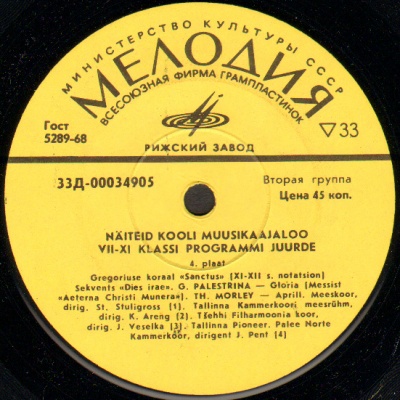 МИНИСТЕРСТВО КУЛЬТУРЫ СССР
МЕЛОДИЯ
ВСЕСОЮЗНАЯ ФИРМА ГРАМПЛАСТИНОК
Гост
5289-68
▽33
РИЖСКИЙ ЗАВОД
33Д-00034905
Вторая группа
Цена 45 коп.
NÄITEID KOOLI MUUSIKAAJALOO
VII-XI KLASSI PROGRAMMI JUURDE
4. plaat
Gregoriuse koraal «Sanctus» (XI-XII s. notatsion)
Sekvents «Dies irae». G. PALESTRINA — Gloria (Messist
«Aeterna Christi Munera»). TH. MORLEY — Aprill. Meeskoor,
dirig. St. Stuligross (1). Tallinna Kammerkoori meesrühm,
dirig. K. Areng (2). Tšehhi Filharmoonia koor,
dirig. J. Veselka (3). Tallinna Pioneer. Palee Norte
Kammerkoor, dirigent J. Pent (4)